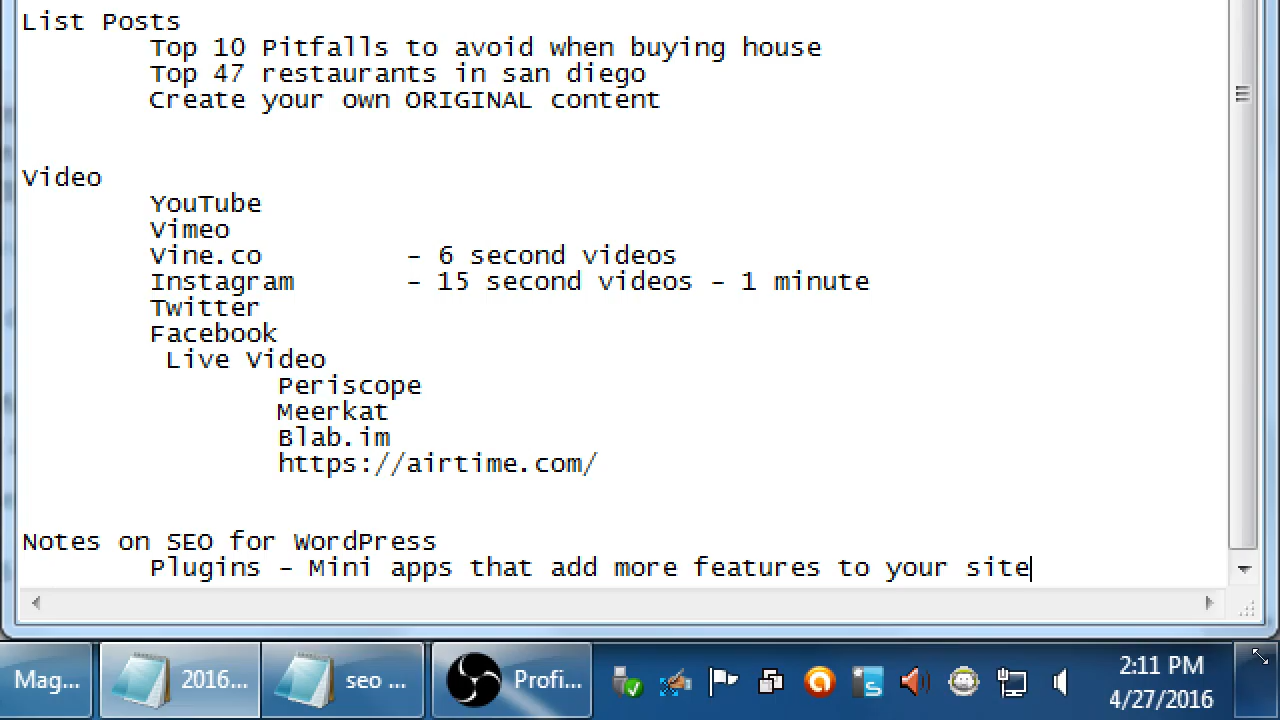 List Posts
Top 10 Pitfalls to avoid when buying house
Top 47 restaurants in san diego
Create your own ORIGINAL content
Video
YouTube
Vimeo
Vine.co - 6 second videos
Instagram - 15 second videos - 1 minute
Twitter
Facebook
Live Video
Periscope
Meerkat
Blab.im
https://airtime.com/
Notes on SEO for WordPress
Plugins - Mini apps that add more features to your site
Mag... 2016... seo ... Profi... 2:11 PM
4/27/2016